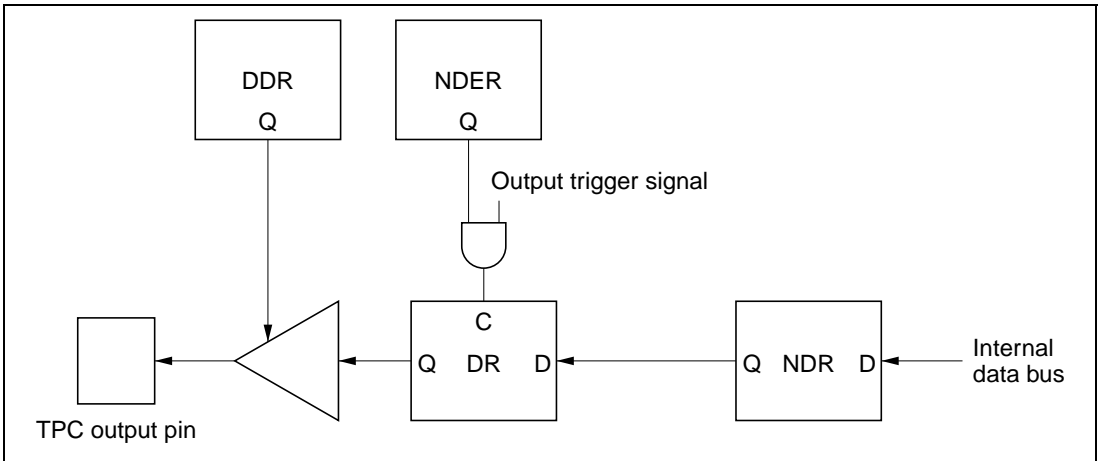 DDR
Q
NDER
Q
Output trigger signal
C
Q DR D
Q NDR D
Internal
data bus
TPC output pin